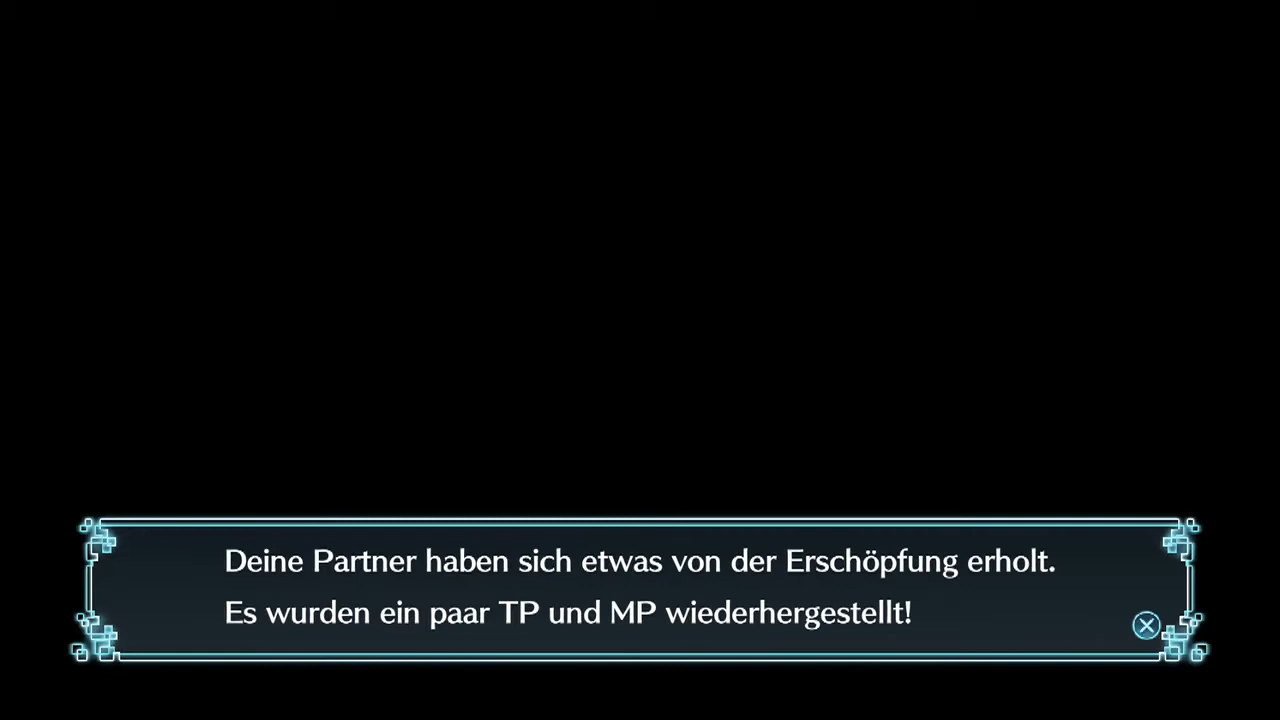 Deine Partner haben sich etwas von der Erschöpfung erholt.
Es wurden ein paar TP und MP wiederhergestellt!